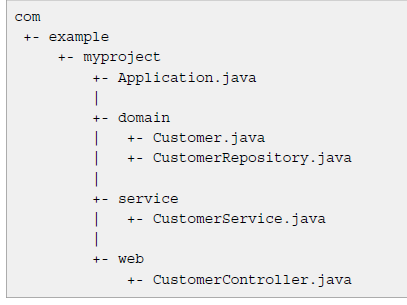 com
 +- example
     +- myproject
         +- Application.java
         |
         +- domain
         |   +- Customer.java
         |   +- CustomerRepository.java
         |
         +- service
         |   +- CustomerService.java
         |
         +- web
             +- CustomerController.java